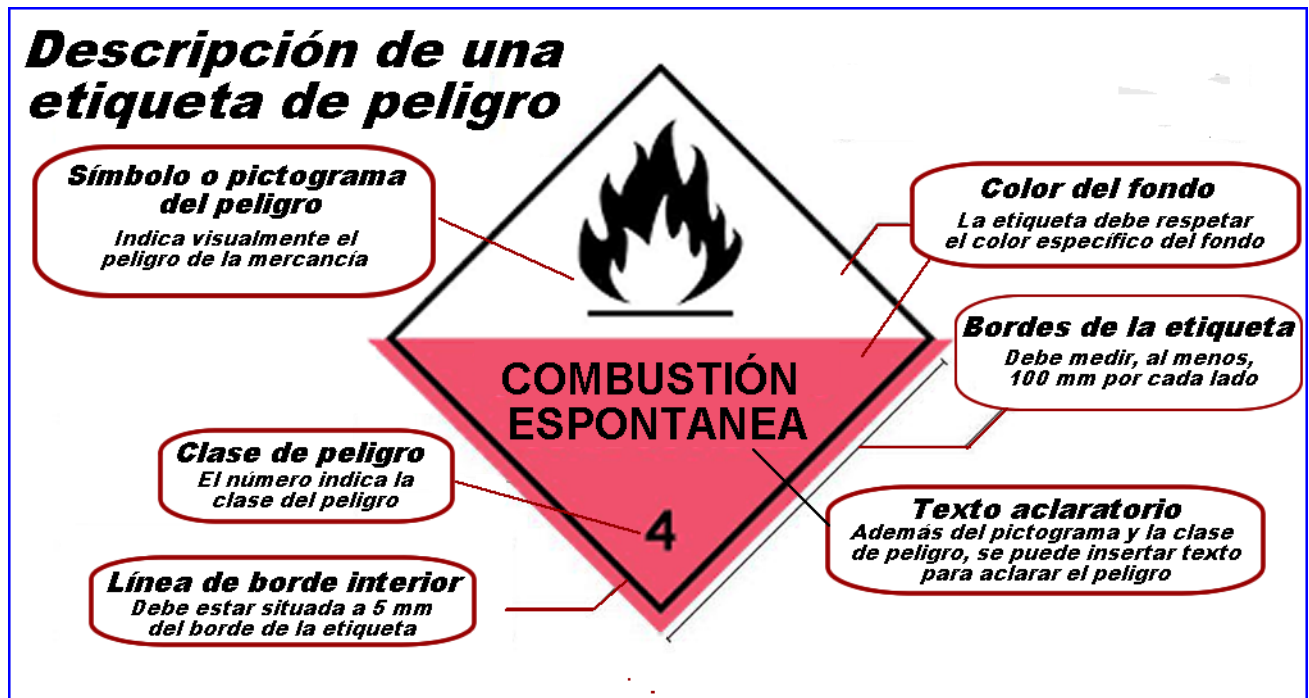 Descripción de una
etiqueta de peligro
Símbolo o pictograma
del peligro
Indica visualmente el
peligro de la mercancía
Color del fondo
La etiqueta debe respetar
el color específico del fondo
Bordes de la etiqueta
Debe medir, al menos,
100 mm por cada lado
COMBUSTIÓN
ESPONTANEA
Clase de peligro
El número indica la
clase del peligro
4
Texto aclaratorio
Además del pictograma y la clase
de peligro, se puede insertar texto
para aclarar el peligro
Línea de borde interior
Debe estar situada a 5 mm
del borde de la etiqueta